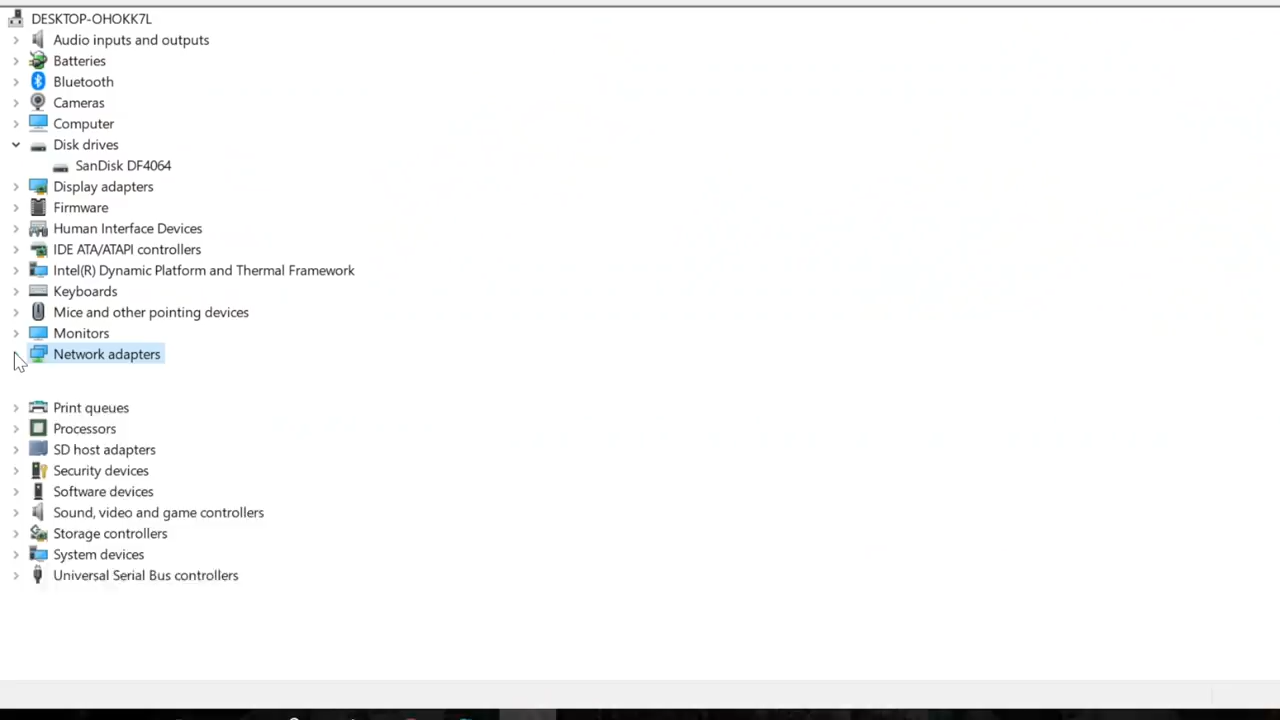 DESKTOP-OHOKK7L
Audio inputs and outputs
Batteries
Bluetooth
Cameras
Computer
Disk drives
SanDisk DF4064
Display adapters
Firmware
Human Interface Devices
IDE ATA/ATAPI controllers
Intel(R) Dynamic Platform and Thermal Framework
Keyboards
Mice and other pointing devices
Monitors
Network adapters
Print queues
Processors
SD host adapters
Security devices
Software devices
Sound, video and game controllers
Storage controllers
System devices
Universal Serial Bus controllers